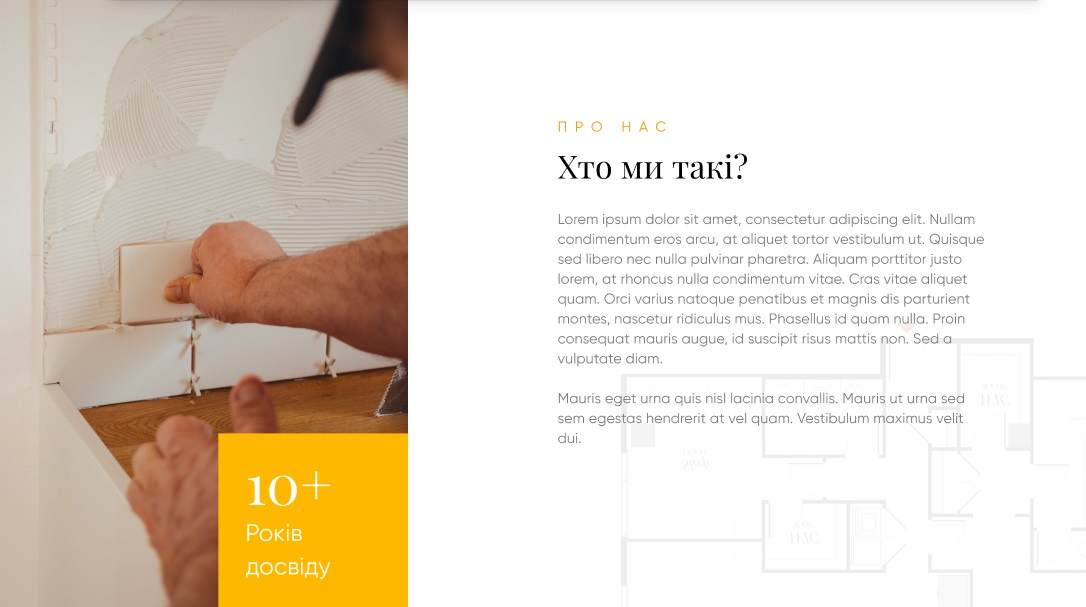 ПРО НАС
Хто ми такі?
Lorem ipsum dolor sit amet, consectetur adipiscing elit. Nullam
condimentum eros arcu, at aliquet tortor vestibulum ut. Quisque
sed libero nec nulla pulvinar pharetra. Aliquam porttitor justo
lorem, at rhoncus nulla condimentum vitae. Cras vitae aliquet
quam. Orci varius natoque penatibus et magnis dis parturient
montes, nascetur ridiculus mus. Phasellus id quam nulla. Proin
consequat mauris augue, id suscipit risus mattis non. Sed a
vulputate diam.
Mauris eget urna quis nisl lacinia convallis. Mauris ut urna sed
sem egestas hendrerit at vel quam. Vestibulum maximus velit
dui.
10+
Років
досвіду